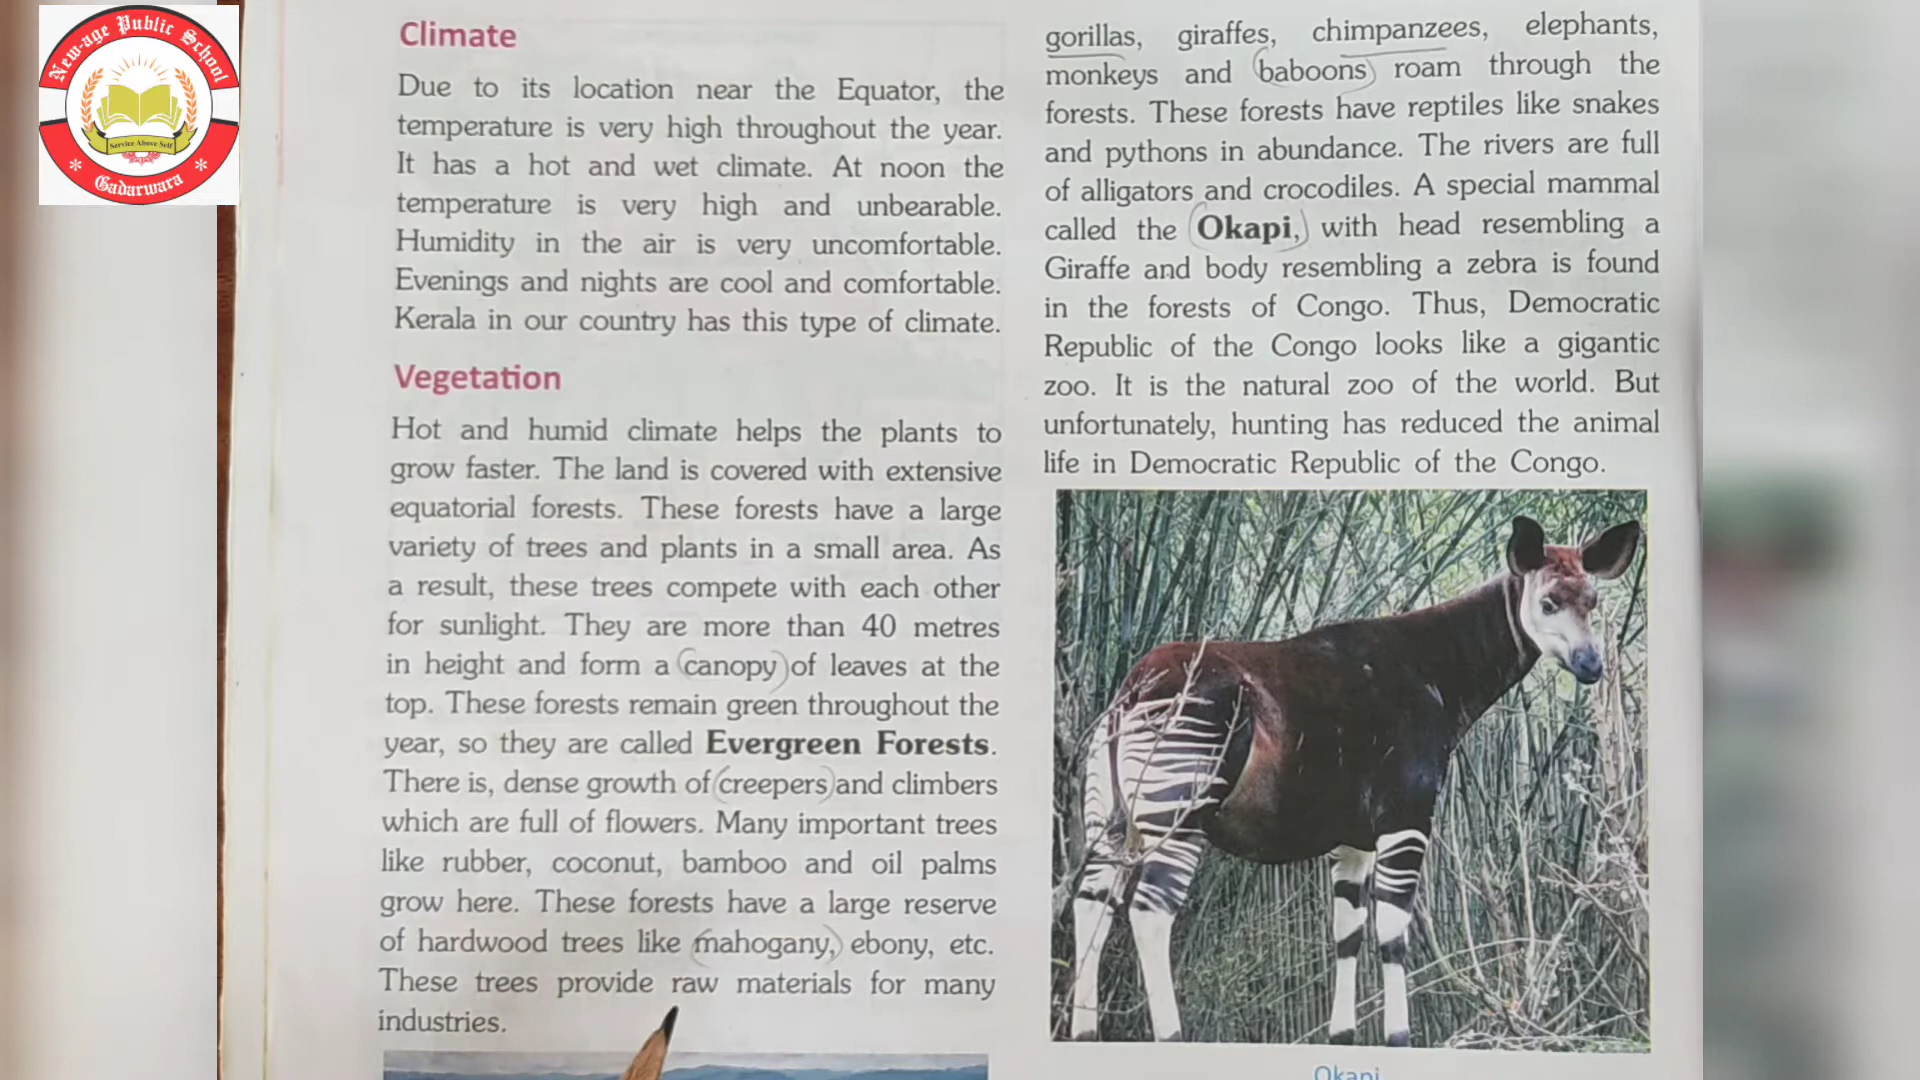 New-age Public School
Service Above Self
Gadarwara
Climate
Due to its location near the Equator, the
temperature is very high throughout the year.
It has a hot and wet climate. At noon the
temperature is very high and unbearable.
Humidity in the air is very uncomfortable.
Evenings and nights are cool and comfortable.
Kerala in our country has this type of climate.
Vegetation
Hot and humid climate helps the plants to
grow faster. The land is covered with extensive
equatorial forests. These forests have a large
variety of trees and plants in a small area. As
a result, these trees compete with each other
for sunlight. They are more than 40 metres
in height and form a canopy of leaves at the
top. These forests remain green throughout the
year, so they are called Evergreen Forests.
There is, dense growth of creepers and climbers
which are full of flowers. Many important trees
like rubber, coconut, bamboo and oil palms
grow here. These forests have a large reserve
of hardwood trees like mahogany, ebony, etc.
These trees provide raw materials for many
industries.
gorillas, giraffes, chimpanzees, elephants,
monkeys and baboons roam through the
forests. These forests have reptiles like snakes
and pythons in abundance. The rivers are full
of alligators and crocodiles. A special mammal
called the Okapi, with head resembling a
Giraffe and body resembling a zebra is found
in the forests of Congo. Thus, Democratic
Republic of the Congo looks like a gigantic
zoo. It is the natural zoo of the world. But
unfortunately, hunting has reduced the animal
life in Democratic Republic of the Congo.
Okapi